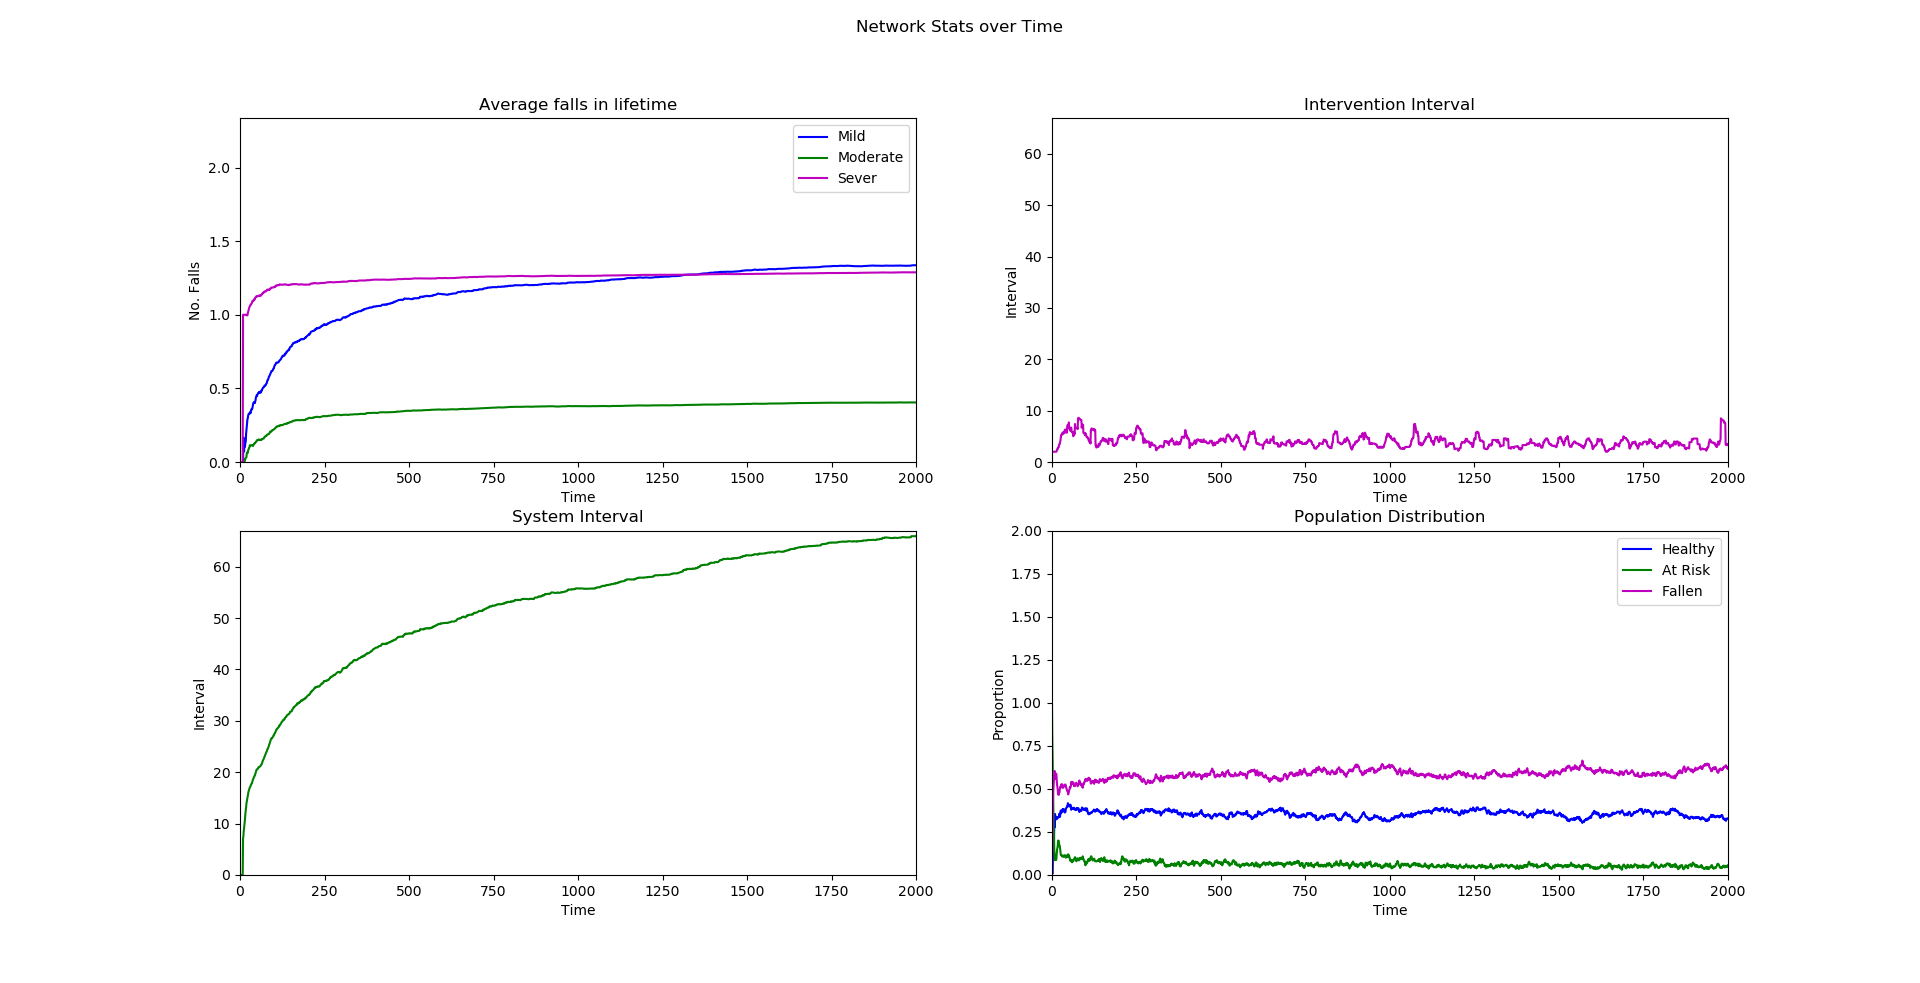 Network Stats over Time
Average falls in lifetime
No. Falls
2.0
1.5
1.0
0.5
0.0
Mild
Moderate
Sever
0 250 500 750 1000 1250 1500 1750 2000
Time
Intervention Interval
Interval
60
50
40
30
20
10
0
0 250 500 750 1000 1250 1500 1750 2000
Time
System Interval
Interval
60
50
40
30
20
10
0
0 250 500 750 1000 1250 1500 1750 2000
Time
Population Distribution
Proportion
2.00
1.75
1.50
1.25
1.00
0.75
0.50
0.25
0.00
Healthy
At Risk
Fallen
0 250 500 750 1000 1250 1500 1750 2000
Time